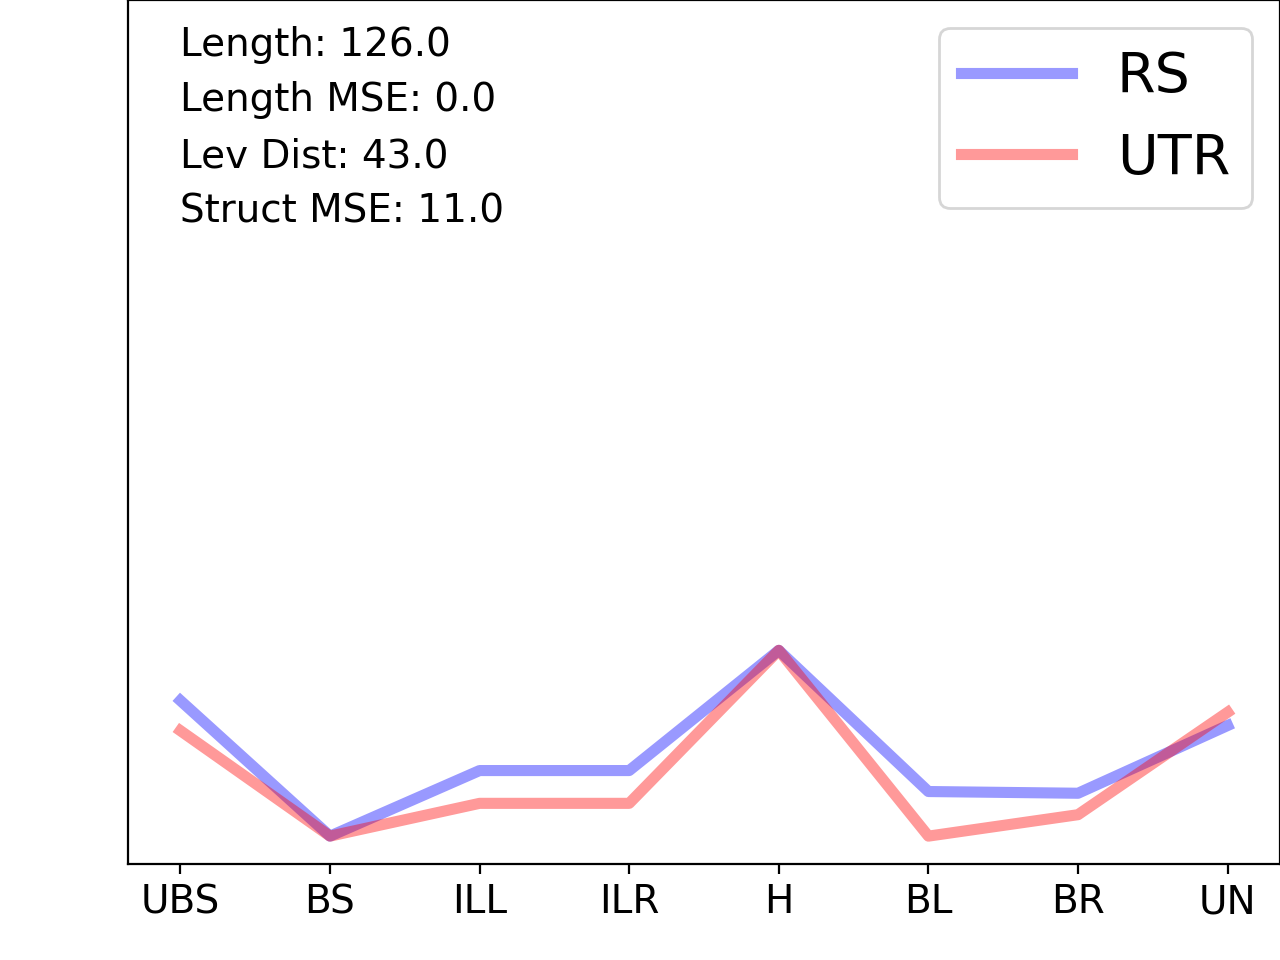 Length: 126.0
Length MSE: 0.0
Lev Dist: 43.0
Struct MSE: 11.0
RS
UTR
UBS BS ILL ILR H BL BR UN